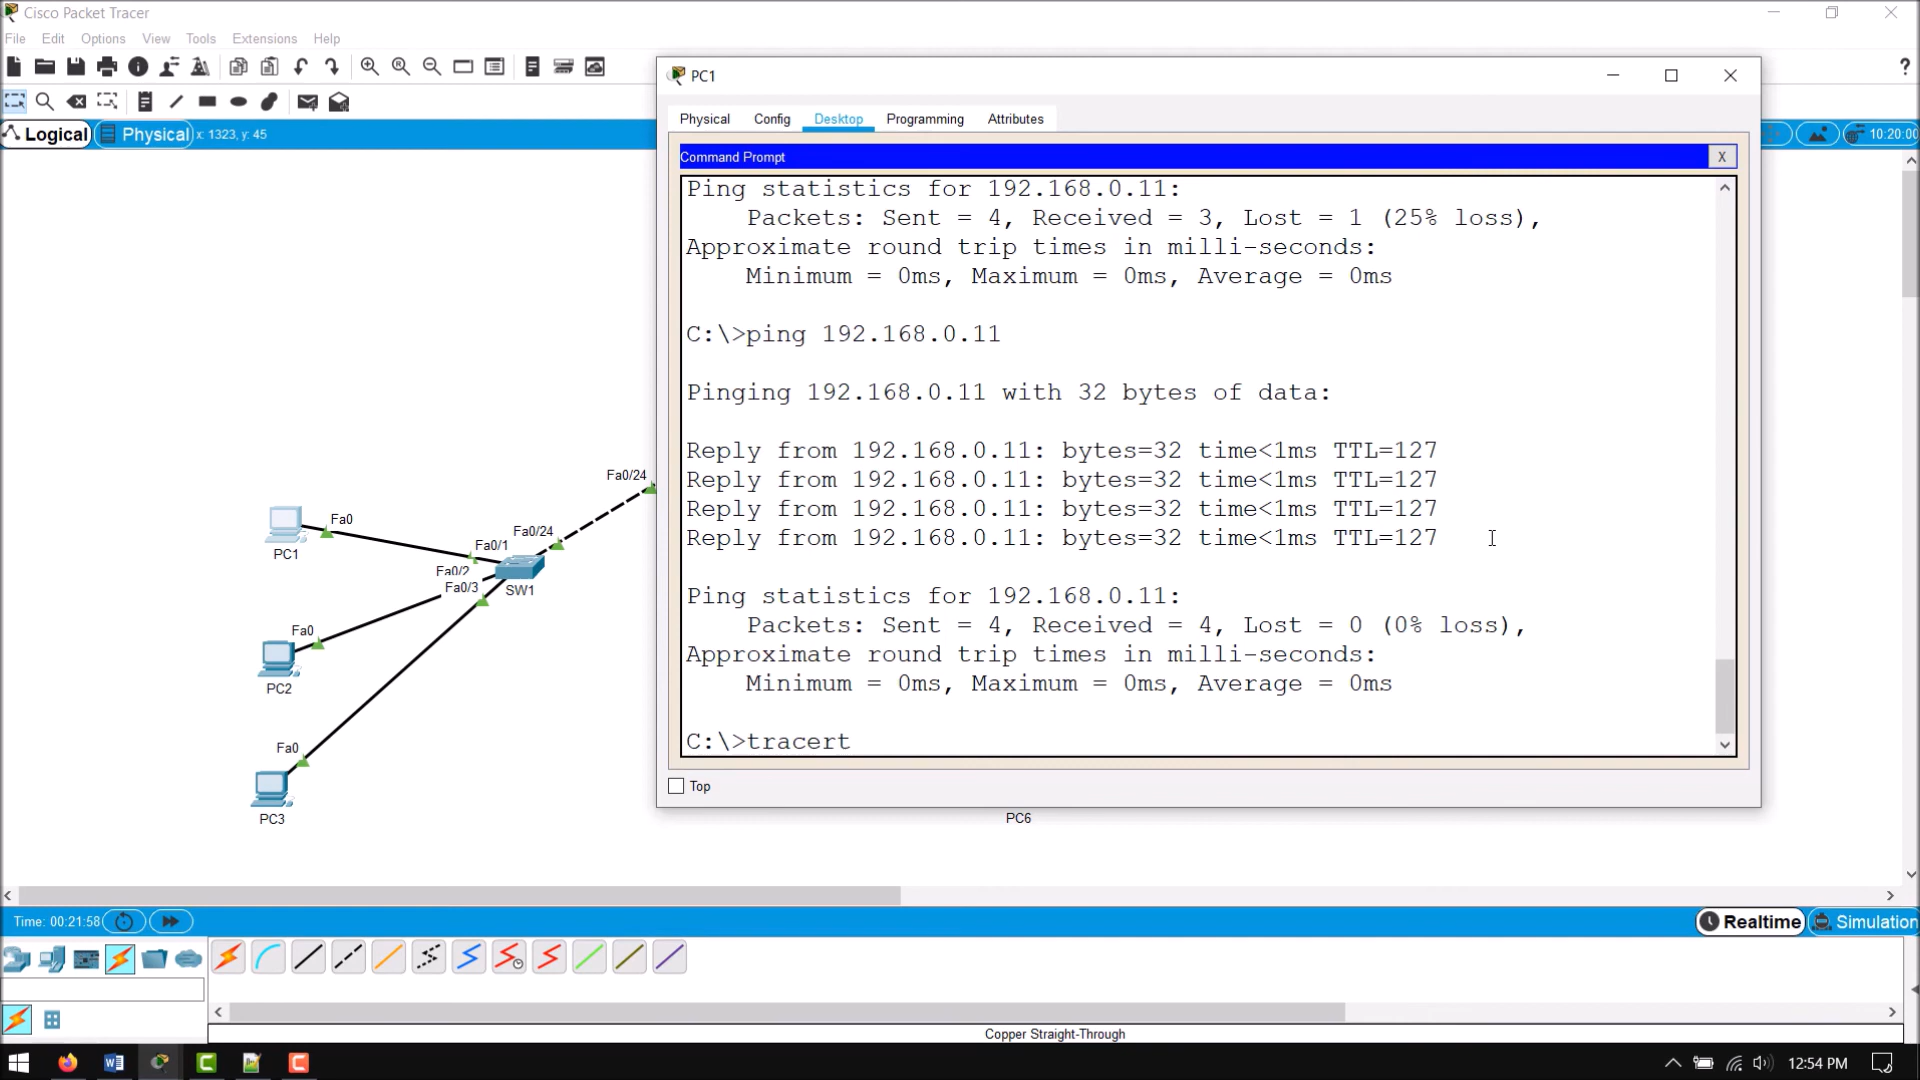 Cisco Packet Tracer
File Edit Options View Tools Extensions Help
?
Logical Physical x: 1323, y: 45
10:20:00
PC1
Physical Config Desktop Programming Attributes
Command Prompt X
Ping statistics for 192.168.0.11:
Packets: Sent = 4, Received = 3, Lost = 1 (25% loss),
Approximate round trip times in milli-seconds:
Minimum = 0ms, Maximum = 0ms, Average = 0ms
C:\>ping 192.168.0.11
Pinging 192.168.0.11 with 32 bytes of data:
Reply from 192.168.0.11: bytes=32 time<1ms TTL=127
Reply from 192.168.0.11: bytes=32 time<1ms TTL=127
Reply from 192.168.0.11: bytes=32 time<1ms TTL=127
Reply from 192.168.0.11: bytes=32 time<1ms TTL=127
Ping statistics for 192.168.0.11:
Packets: Sent = 4, Received = 4, Lost = 0 (0% loss),
Approximate round trip times in milli-seconds:
Minimum = 0ms, Maximum = 0ms, Average = 0ms
C:\>tracert
Top
Fa0/24
Fa0
Fa0/24
Fa0/1
PC1
Fa0/2
Fa0/3
SW1
Fa0
PC2
Fa0
PC3
PC6
Time: 00:21:58
Realtime Simulation
Copper Straight-Through
12:54 PM